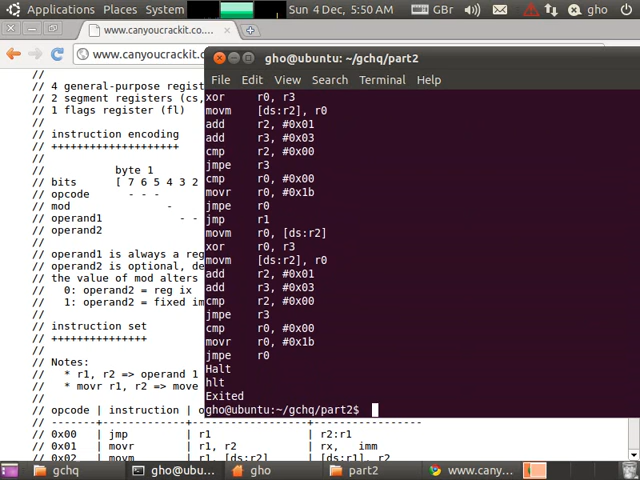 Applications Places System
GBr
Sun 4 Dec, 5:50 AM
gho
www.canyoucrackit.co....
www.canyoucrackit.co
gho@ubuntu: ~/gchq/part2
File Edit View Search Terminal Help
//
// 4 general-purpose regist
// 2 segment registers (cs,
// 1 flags register (fl)
//
// instruction encoding
// ++++++++++++++++++++
//
// byte 1
// bits [ 7 6 5 4 3 2
// opcode - - -
// mod -
// operand1 - -
// operand2
//
// operand1 is always a reg
// operand2 is optional, de
// the value of mod alters
// 0: operand2 = reg ix
// 1: operand2 = fixed im
//
// instruction set
// +++++++++++++++
//
// Notes:
// * r1, r2 => operand 1
// * movr r1, r2 => move
//
// opcode | instruction | o
// -------+-------------+--------------------+------------------
// 0x00 | jmp | r1 | r2:r1
// 0x01 | movr | r1, r2 | rx, imm
// 0x02 | movm | r1, [ds:r2] | [ds:r1], r2
xor r0, r3
movm [ds:r2], r0
add r2, #0x01
add r3, #0x03
cmp r2, #0x00
jmpe r3
cmp r0, #0x00
movr r0, #0x1b
jmpe r0
jmp r1
movm r0, [ds:r2]
xor r0, r3
movm [ds:r2], r0
add r2, #0x01
add r3, #0x03
cmp r2, #0x00
jmpe r3
cmp r0, #0x00
movr r0, #0x1b
jmpe r0
Halt
hlt
Exited
gho@ubuntu:~/gchq/part2$
gchq
gho@ubu...
gho
part2
www.cany...